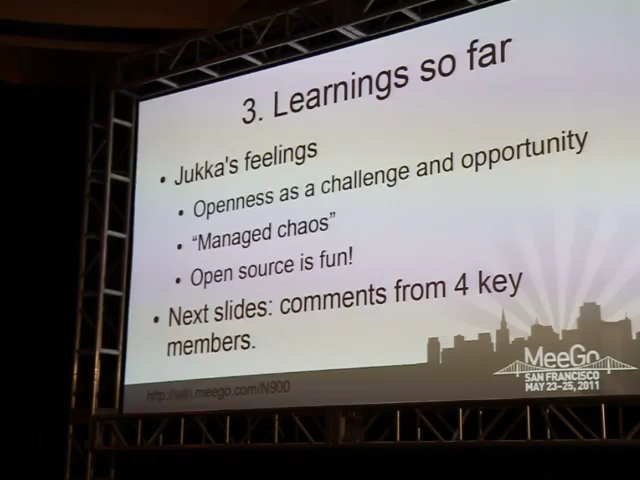 3. Learnings so far
• Jukka's feelings
• Openness as a challenge and opportunity
• “Managed chaos”
• Open source is fun!
• Next slides: comments from 4 key
members.
http://wiki.meego.com/N900
MeeGo
SAN FRANCISCO
MAY 23–25, 2011